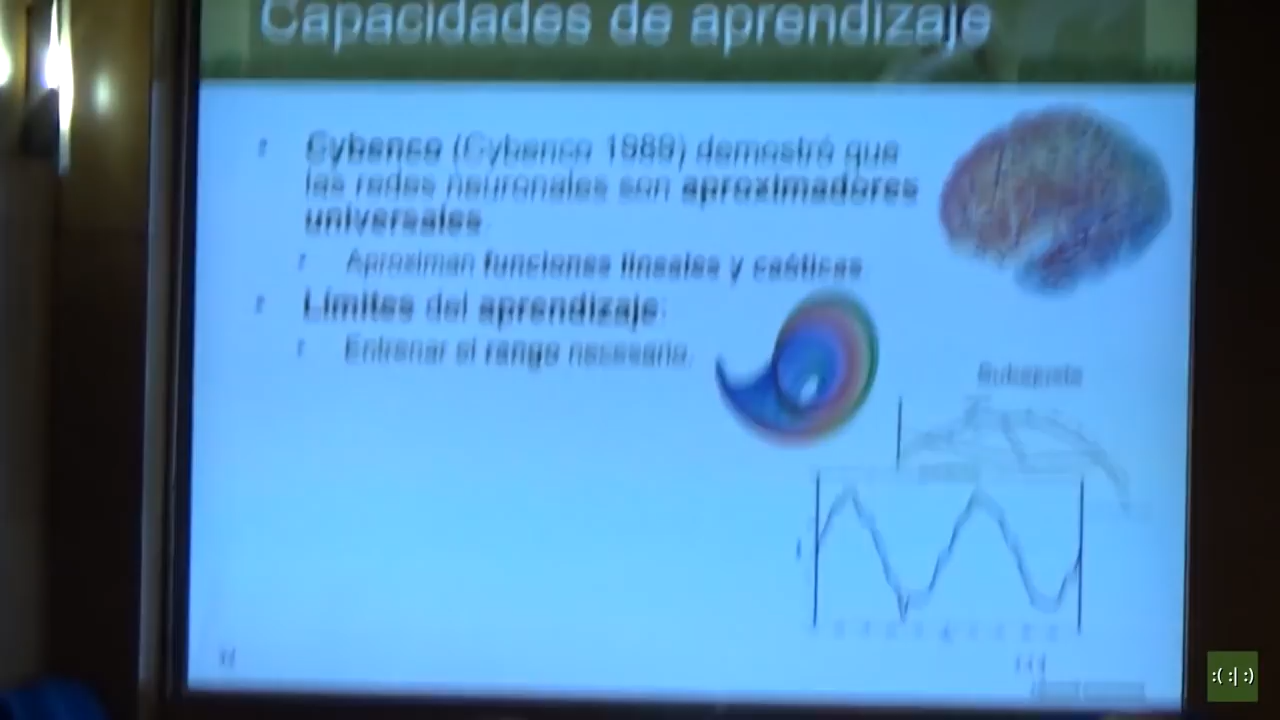 Capacidades de aprendizaje
Cybenco (Cybenco 1989) demostró que
las redes neuronales son aproximadores
universales.
Aproximan funciones lineales y caóticas
Límites del aprendizaje:
Entrenar el rango necesario.
:( :| :)